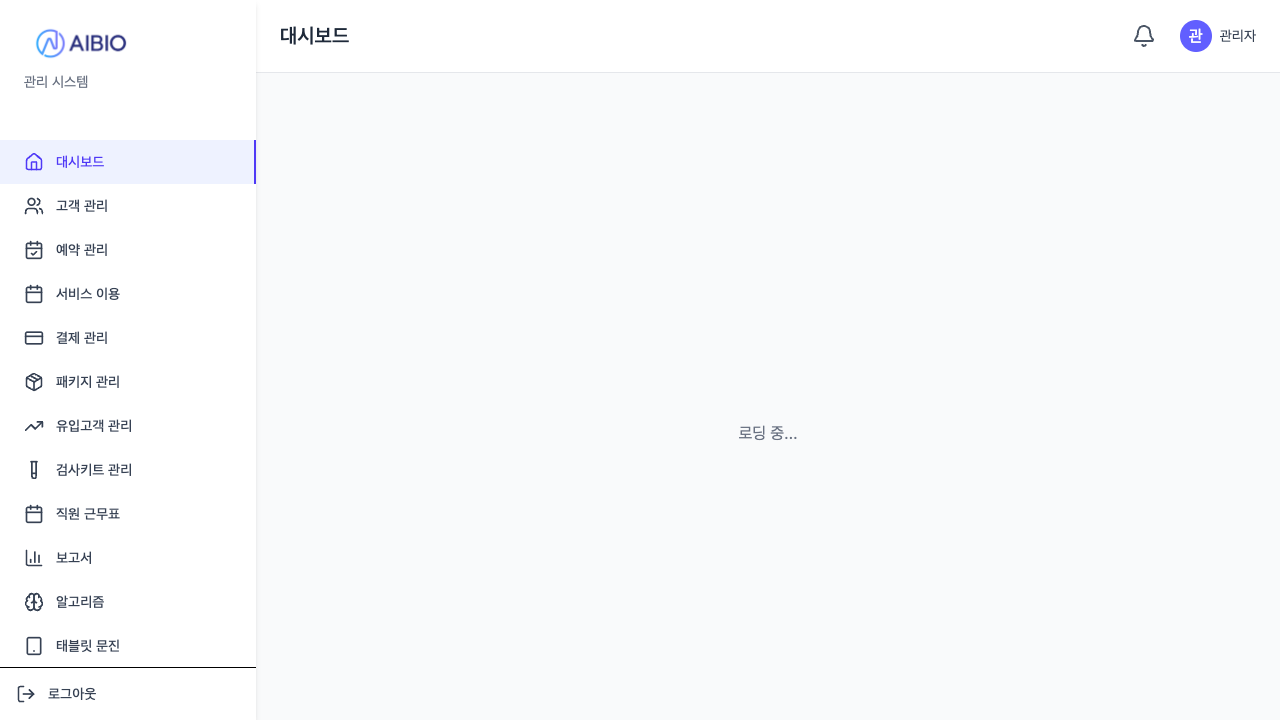 AIBIO
관리 시스템
대시보드
고객 관리
예약 관리
서비스 이용
결제 관리
패키지 관리
유입고객 관리
검사키트 관리
직원 근무표
보고서
알고리즘
태블릿 문진
로그아웃
대시보드
관 관리자
로딩 중...